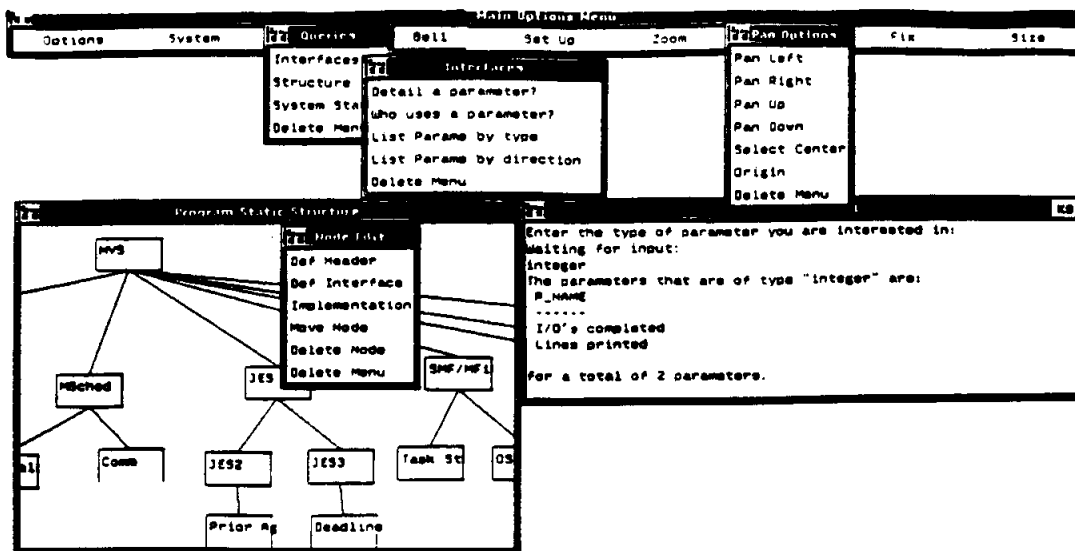 Main Options Menu
Options System Queries Bell Set Up Zoom Pan Options Fix Size
Interfaces
Structure
System Sta
Delete Men
Interfaces
Detail a parameter?
Who uses a parameter?
List Params by type
List Params by direction
Delete Menu
Pan Left
Pan Right
Pan Up
Pan Down
Select Center
Origin
Delete Menu
Program Static Structure
MVS
MSched
JES
SMF/MF1
al
Comm
JES2
JES3
Task St
OS
Prior Ag
Deadline
Node Edit
Def Header
Def Interface
Implementation
Move Node
Delete Node
Delete Menu
Enter the type of parameter you are interested in:
Waiting for input:
integer
The parameters that are of type "integer" are:
P_NAME
------
I/O's completed
Lines printed
for a total of 2 parameters.